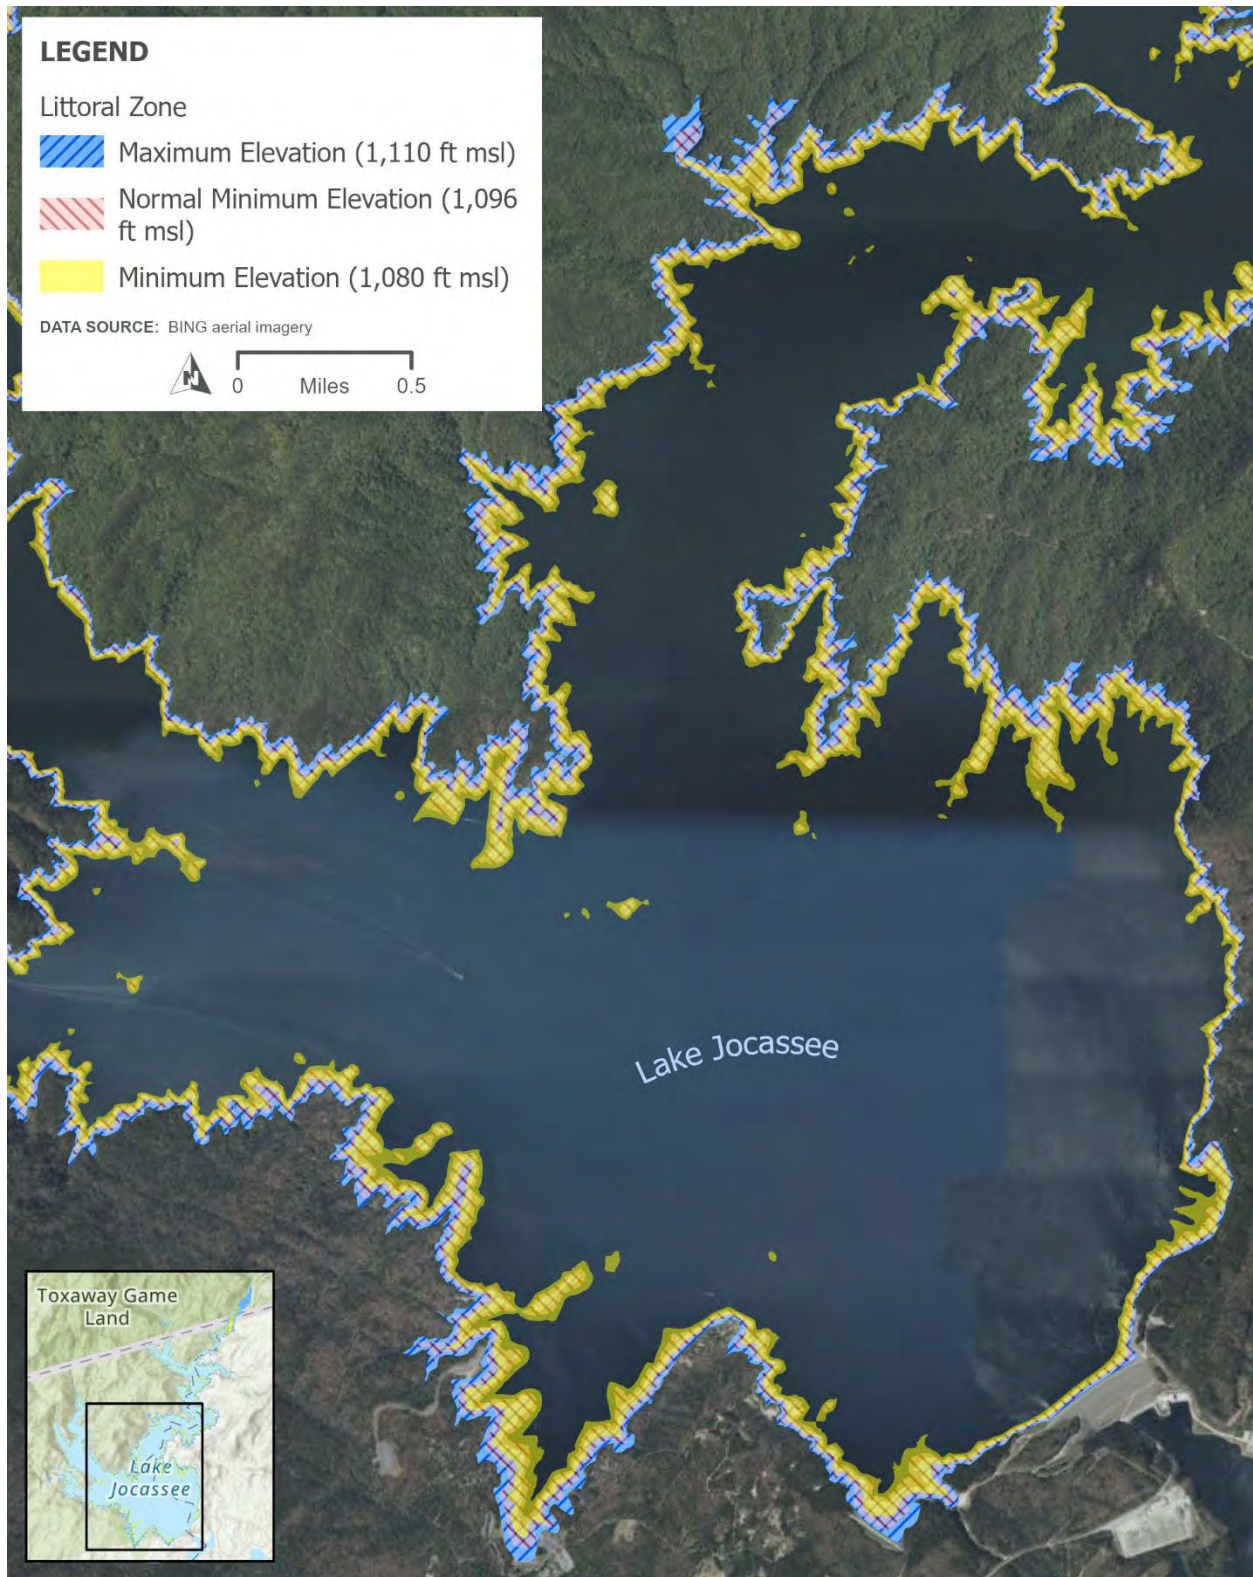 LEGEND
Littoral Zone
Maximum Elevation (1,110 ft msl)
Normal Minimum Elevation (1,096
ft msl)
Minimum Elevation (1,080 ft msl)
DATA SOURCE: BING aerial imagery
N
0 Miles 0.5
Lake Jocassee
Toxaway Game
Land
Lake
Jocassee